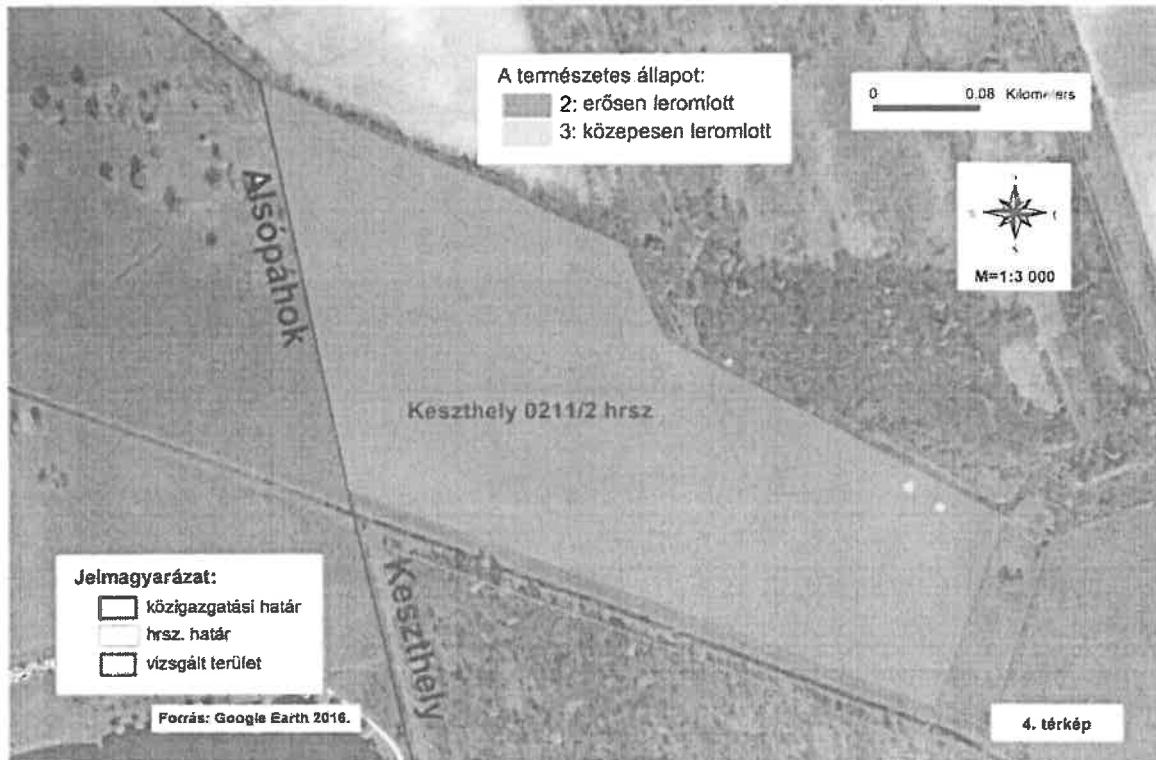 A természetes állapot:
2: erősen leromlott
3: közepesen leromlott
0 0.08 Kilometers
M=1:3 000
Alsópáhok
Keszthely 0211/2 hrsz
Keszthely
Jelmagyarázat:
közigazgatási határ
hrsz. határ
vizsgált terület
Forrás: Google Earth 2016.
4. térkép